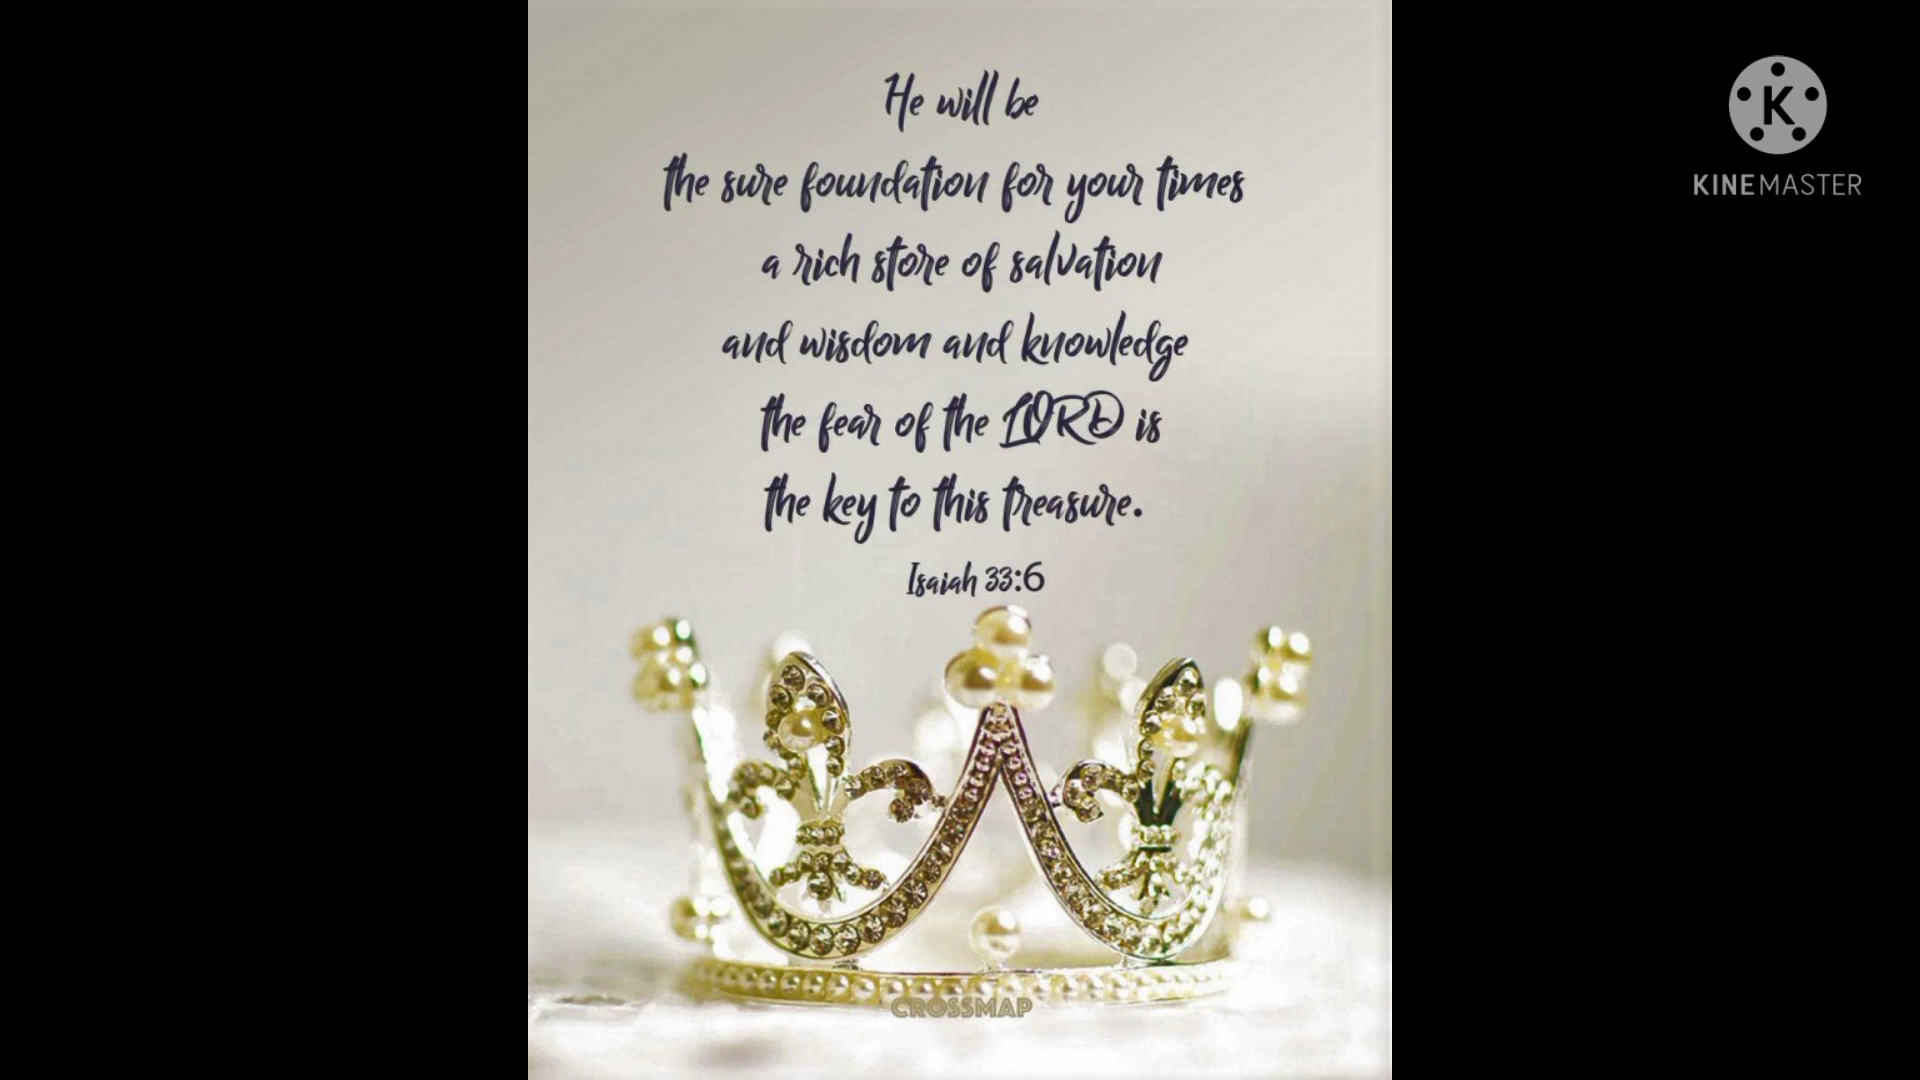 He will be
the sure foundation for your times
a rich store of salvation
and wisdom and knowledge
the fear of the LORD is
the key to this treasure.
Isaiah 33:6
CROSSMAP
K
KINEMASTER